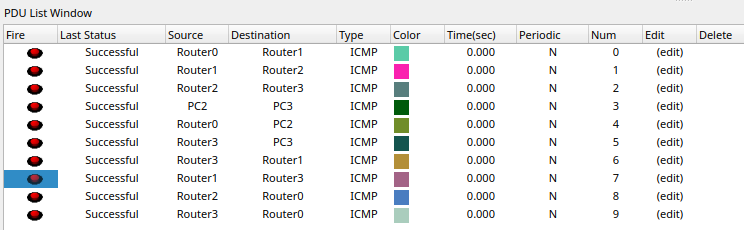 PDU List Window
Fire Last Status Source Destination Type Color Time(sec) Periodic Num Edit Delete
Successful Router0 Router1 ICMP 0.000 N 0 (edit)
Successful Router1 Router2 ICMP 0.000 N 1 (edit)
Successful Router2 Router3 ICMP 0.000 N 2 (edit)
Successful PC2 PC3 ICMP 0.000 N 3 (edit)
Successful Router0 PC2 ICMP 0.000 N 4 (edit)
Successful Router3 PC3 ICMP 0.000 N 5 (edit)
Successful Router3 Router1 ICMP 0.000 N 6 (edit)
Successful Router1 Router3 ICMP 0.000 N 7 (edit)
Successful Router2 Router0 ICMP 0.000 N 8 (edit)
Successful Router3 Router0 ICMP 0.000 N 9 (edit)